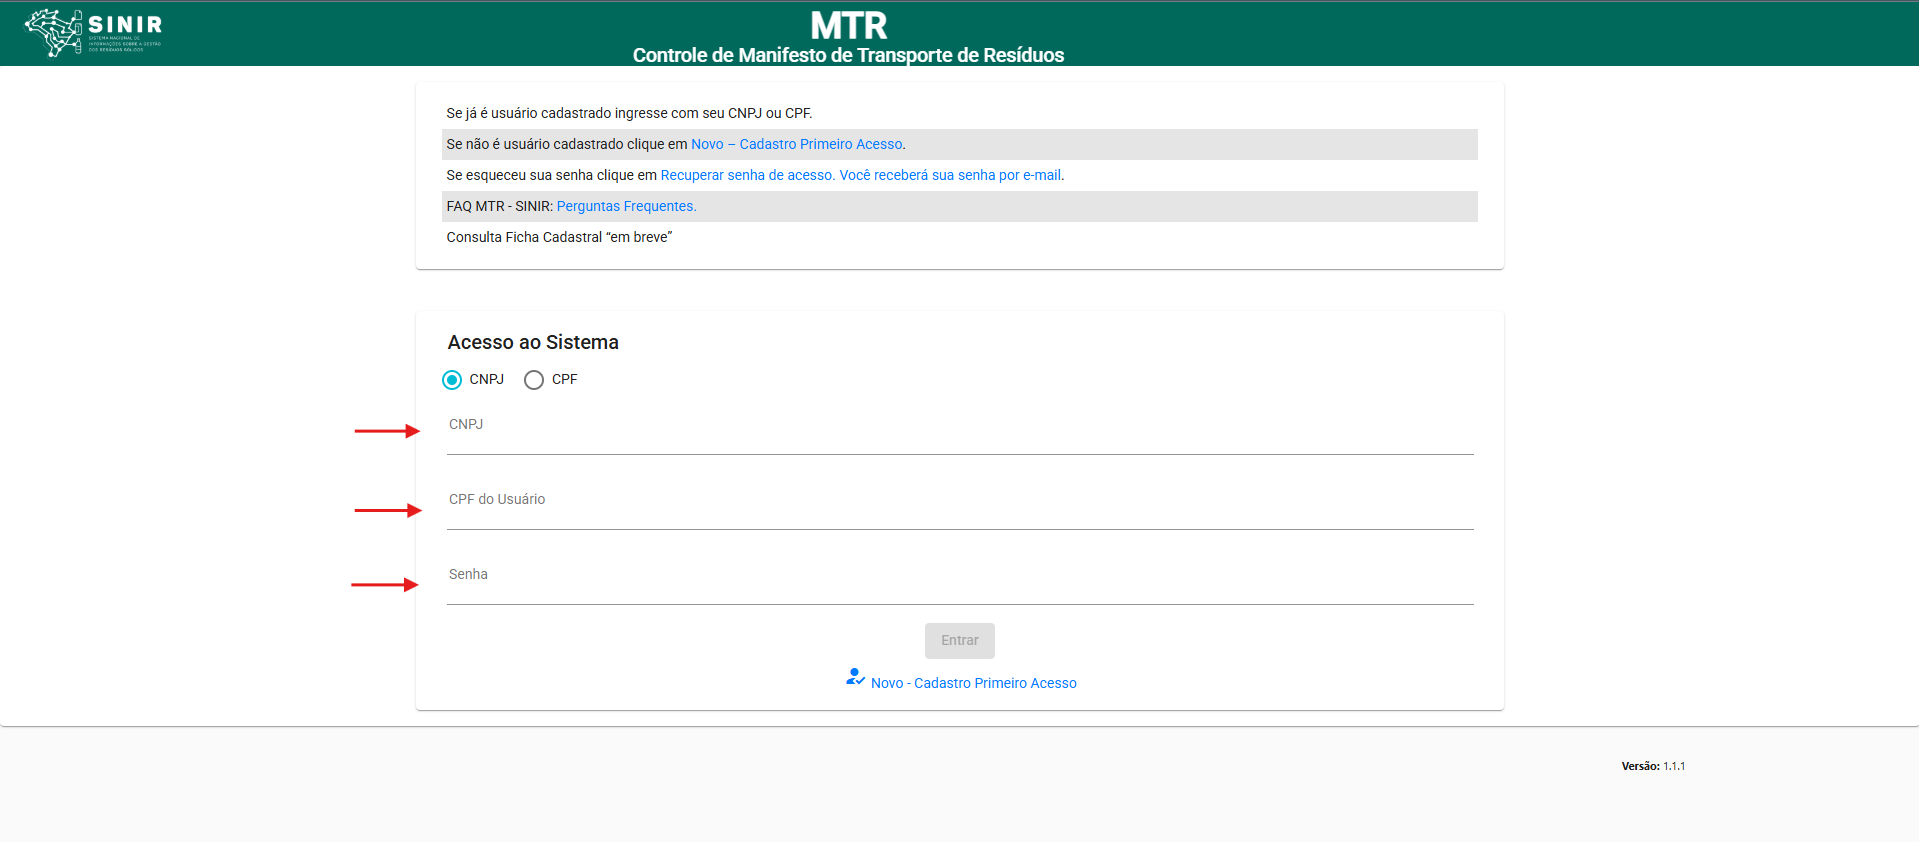 SINIR
SISTEMA NACIONAL DE
INFORMAÇÕES SOBRE A GESTÃO
DOS RESÍDUOS SÓLIDOS
MTR
Controle de Manifesto de Transporte de Resíduos
Se já é usuário cadastrado ingresse com seu CNPJ ou CPF.
Se não é usuário cadastrado clique em Novo – Cadastro Primeiro Acesso.
Se esqueceu sua senha clique em Recuperar senha de acesso. Você receberá sua senha por e-mail.
FAQ MTR - SINIR: Perguntas Frequentes.
Consulta Ficha Cadastral “em breve”
Acesso ao Sistema
CNPJ CPF
CNPJ
CPF do Usuário
Senha
Entrar
Novo - Cadastro Primeiro Acesso
Versão: 1.1.1